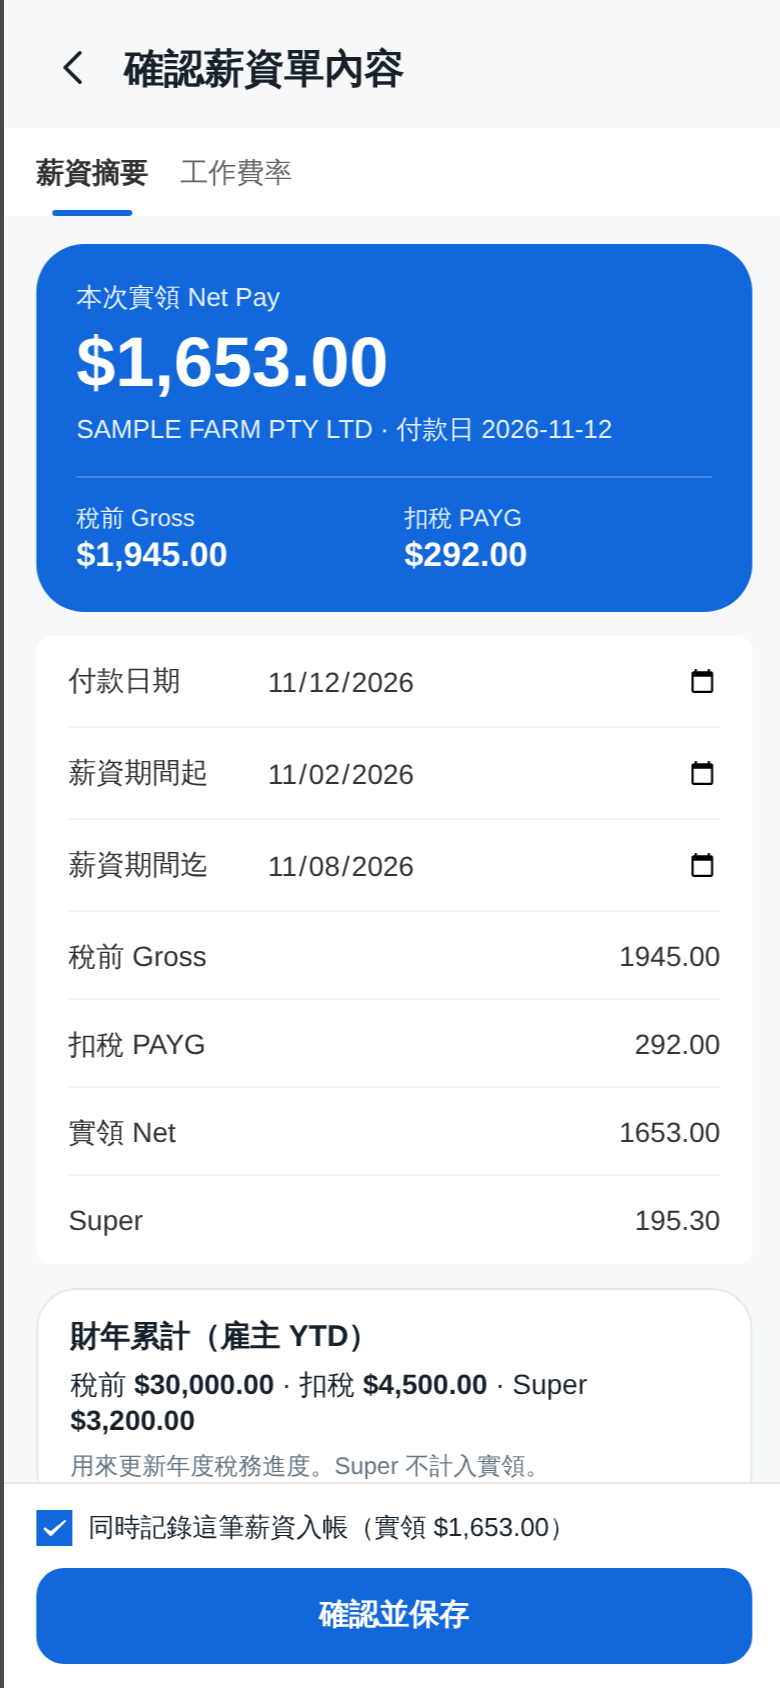 確認薪資單內容
薪資摘要 工作費率
本次實領 Net Pay
$1,653.00
SAMPLE FARM PTY LTD · 付款日 2026-11-12
稅前 Gross 扣稅 PAYG
$1,945.00 $292.00
付款日期 11/12/2026
薪資期間起 11/02/2026
薪資期間迄 11/08/2026
稅前 Gross 1945.00
扣稅 PAYG 292.00
實領 Net 1653.00
Super 195.30
財年累計（雇主 YTD）
稅前 $30,000.00 · 扣稅 $4,500.00 · Super
$3,200.00
用來更新年度稅務進度。Super 不計入實領。
同時記錄這筆薪資入帳（實領 $1,653.00）
確認並保存